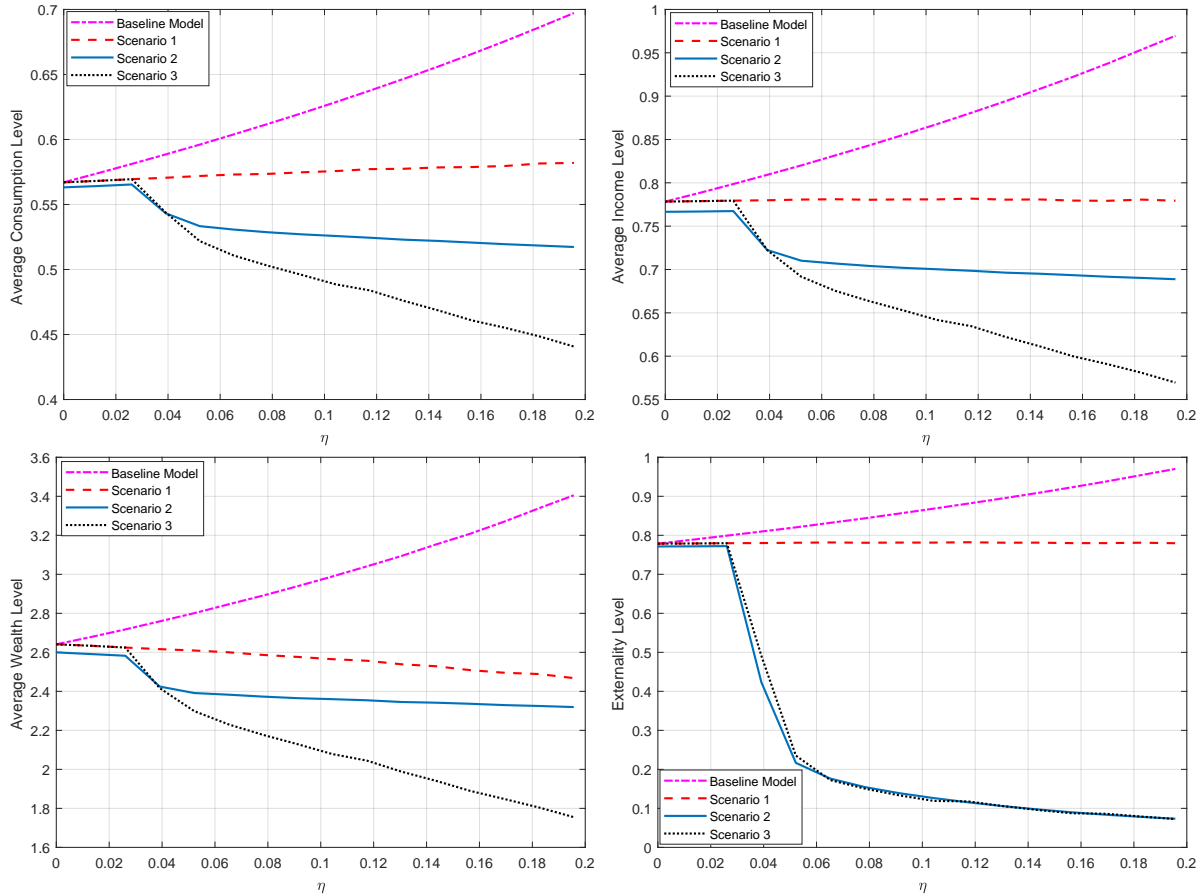 0.7
0.65
0.6
0.55
0.5
0.45
0.4
Average Consumption Level
Baseline Model
Scenario 1
Scenario 2
Scenario 3
0 0.02 0.04 0.06 0.08 0.1 0.12 0.14 0.16 0.18 0.2
η
1
0.95
0.9
0.85
0.8
0.75
0.7
0.65
0.6
0.55
Average Income Level
Baseline Model
Scenario 1
Scenario 2
Scenario 3
0 0.02 0.04 0.06 0.08 0.1 0.12 0.14 0.16 0.18 0.2
η
3.6
3.4
3.2
3
2.8
2.6
2.4
2.2
2
1.8
1.6
Average Wealth Level
Baseline Model
Scenario 1
Scenario 2
Scenario 3
0 0.02 0.04 0.06 0.08 0.1 0.12 0.14 0.16 0.18 0.2
η
1
0.9
0.8
0.7
0.6
0.5
0.4
0.3
0.2
0.1
0
Externality Level
Baseline Model
Scenario 1
Scenario 2
Scenario 3
0 0.02 0.04 0.06 0.08 0.1 0.12 0.14 0.16 0.18 0.2
η